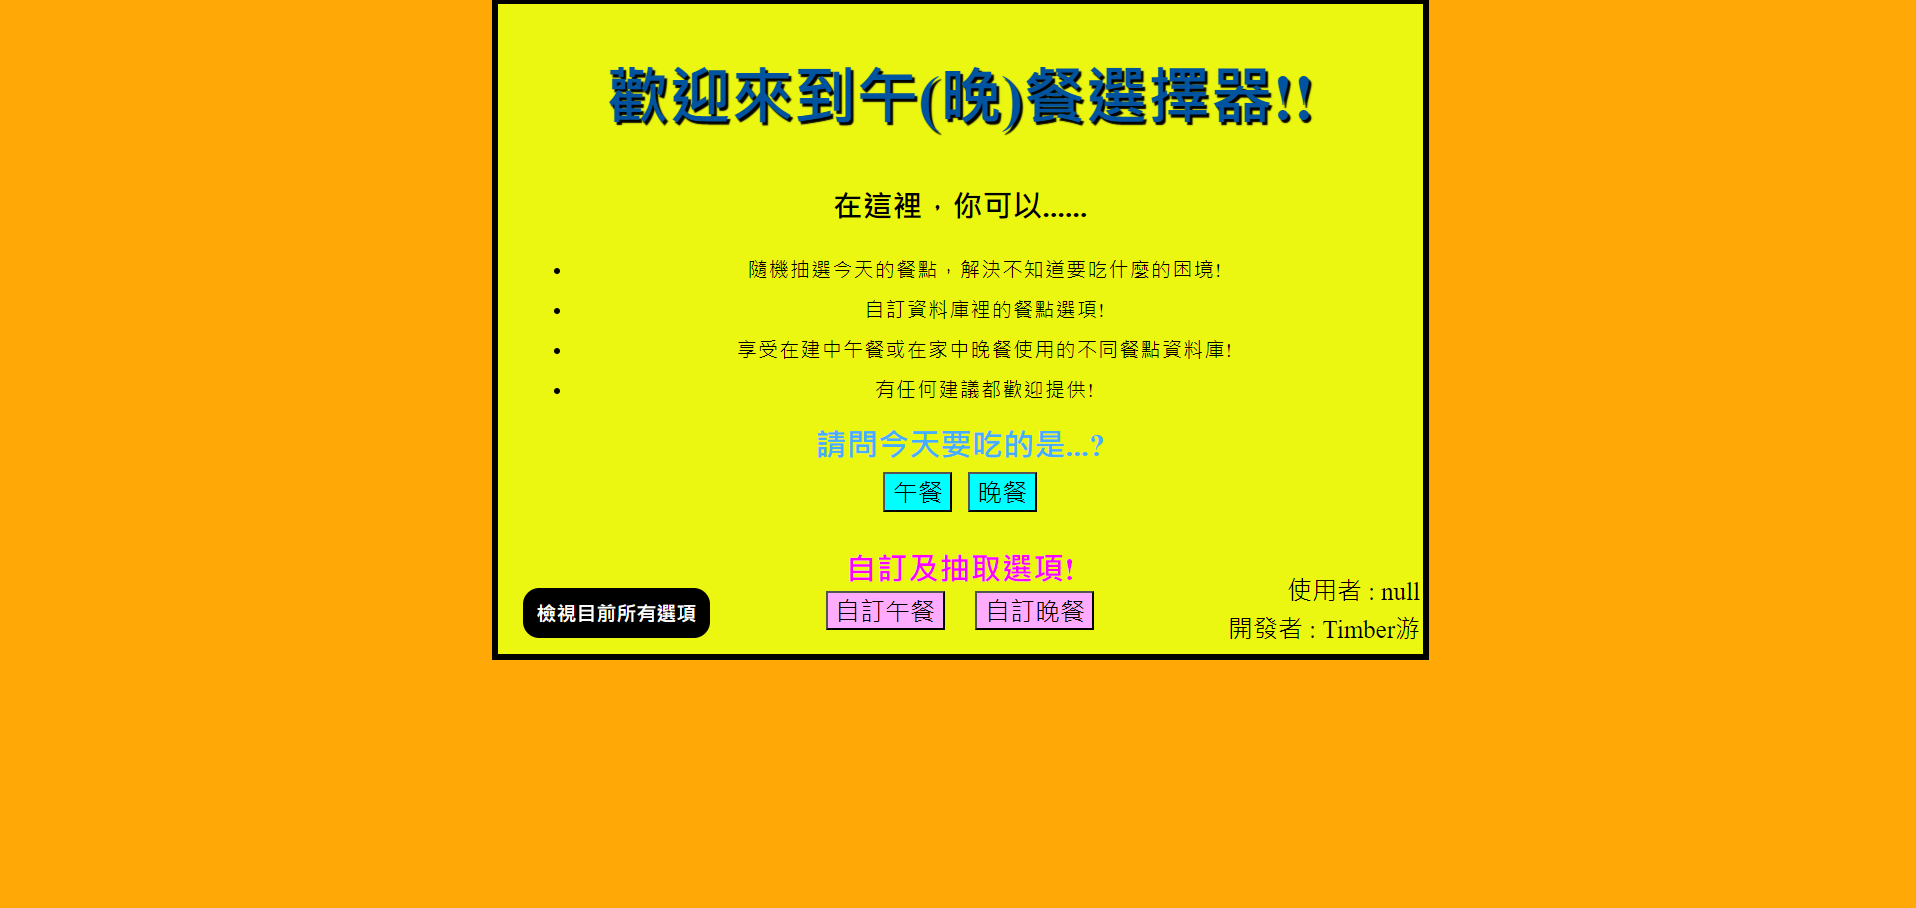 歡迎來到午(晚)餐選擇器!!
在這裡，你可以......
隨機抽選今天的餐點，解決不知道要吃什麼的困境!
自訂資料庫裡的餐點選項!
享受在建中午餐或在家中晚餐使用的不同餐點資料庫!
有任何建議都歡迎提供!
請問今天要吃的是...?
午餐 晚餐
自訂及抽取選項!
檢視目前所有選項
自訂午餐 自訂晚餐
使用者 : null
開發者 : Timber游